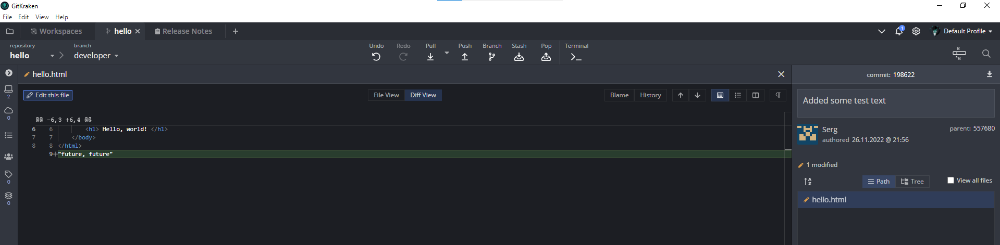 GitKraken
File Edit View Help
Workspaces hello Release Notes + 1 Default Profile
repository branch Undo Redo Pull Push Branch Stash Pop Terminal
hello developer
hello.html commit: 198622
Edit this file File View Diff View Blame History
Added some test text
2
0
0
0
@@ -6,3 +6,4 @@
6 6 <h1> Hello, world! </h1>
7 7 </body>
8 8 </html>
9+"future, future"
Serg parent: 557680
authored 26.11.2022 @ 21:56
1 modified
Path Tree View all files
hello.html